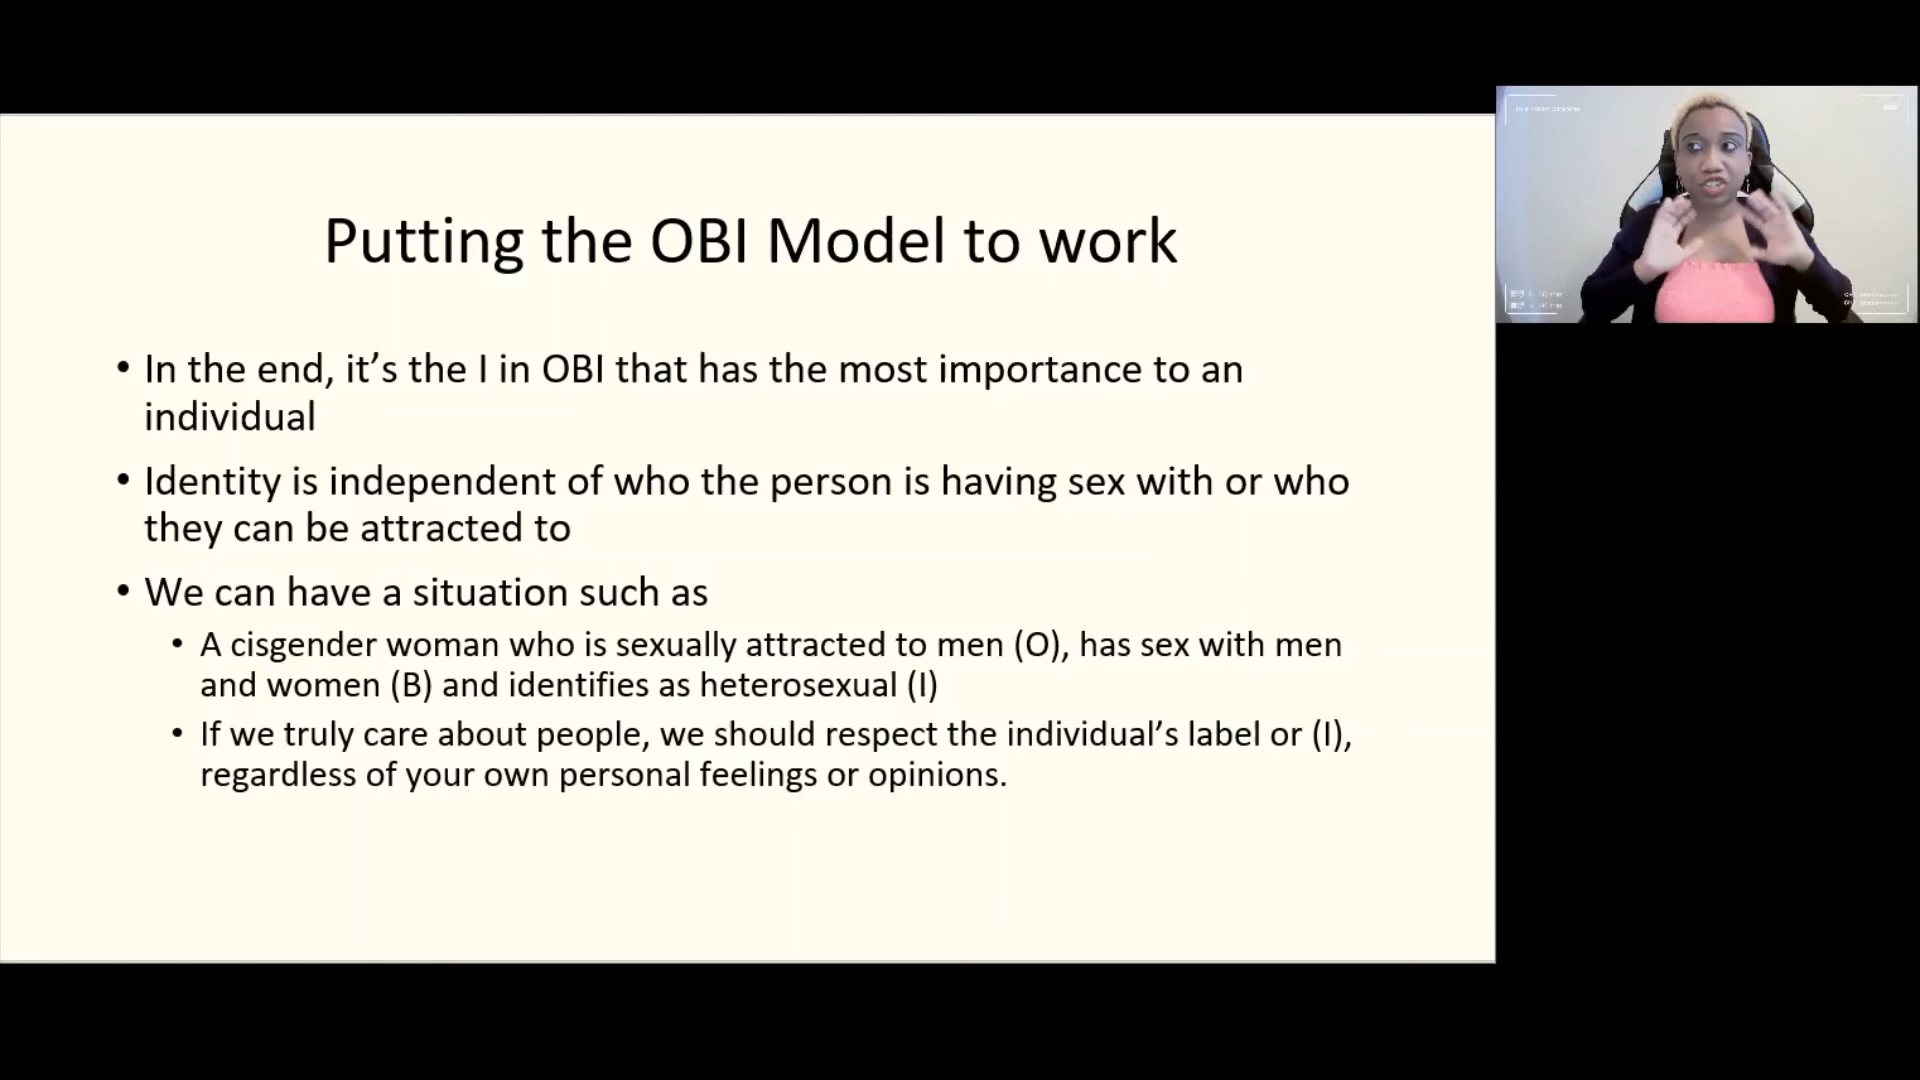 Putting the OBI Model to work
• In the end, it’s the I in OBI that has the most importance to an
individual
• Identity is independent of who the person is having sex with or who
they can be attracted to
• We can have a situation such as
• A cisgender woman who is sexually attracted to men (O), has sex with men
and women (B) and identifies as heterosexual (I)
• If we truly care about people, we should respect the individual’s label or (I),
regardless of your own personal feelings or opinions.